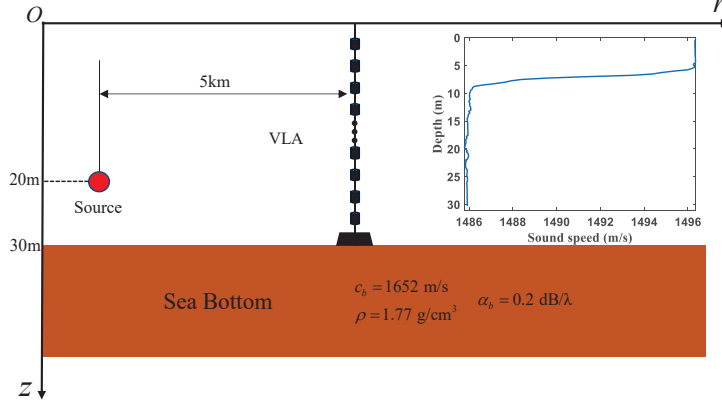 O
r
5km
VLA
20m
Source
30m
Sea Bottom
c_b = 1652 m/s
ρ = 1.77 g/cm³
α_b = 0.2 dB/λ
z
0
5
10
15
20
25
30
Depth (m)
1486 1488 1490 1492 1494 1496
Sound speed (m/s)